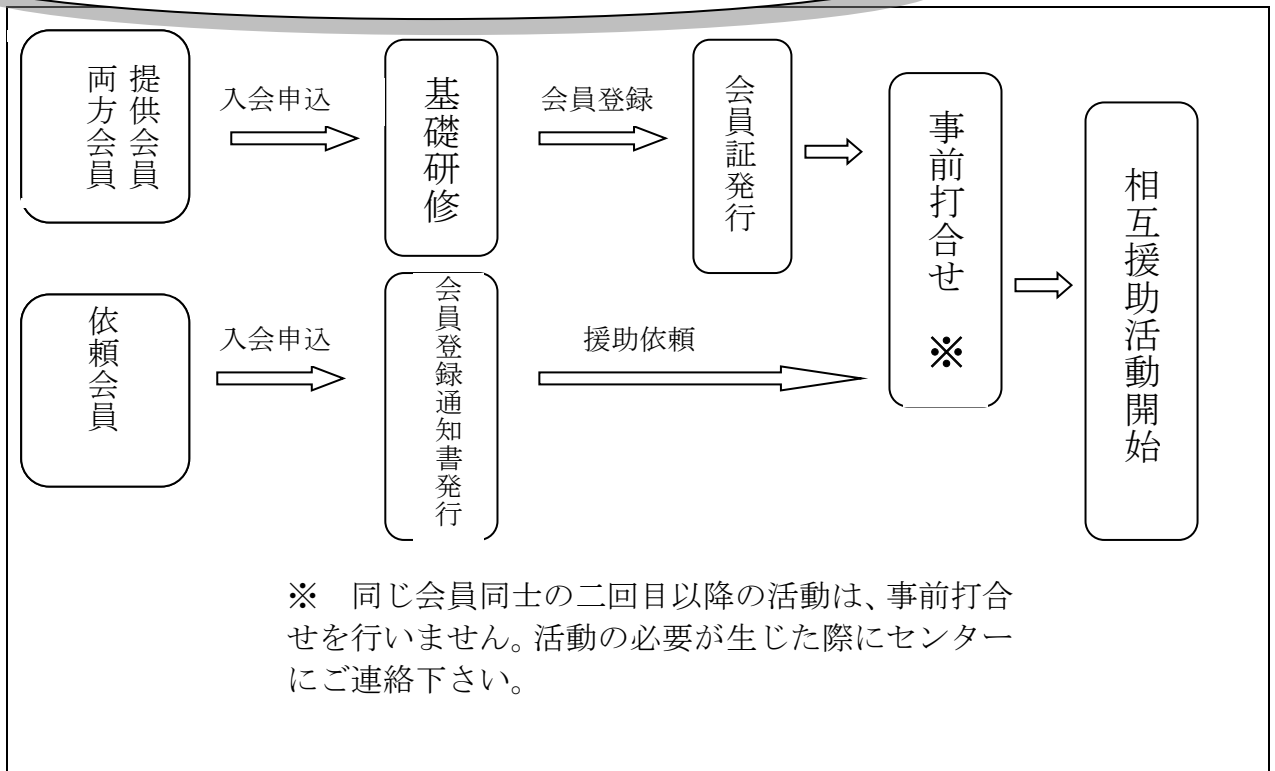 提供会員
両方会員
入会申込
基礎研修
会員登録
会員証発行
事前打合せ ※
相互援助活動開始
依頼会員
入会申込
会員登録通知書発行
援助依頼
※ 同じ会員同士の二回目以降の活動は、事前打合
せを行いません。活動の必要が生じた際にセンター
にご連絡下さい。